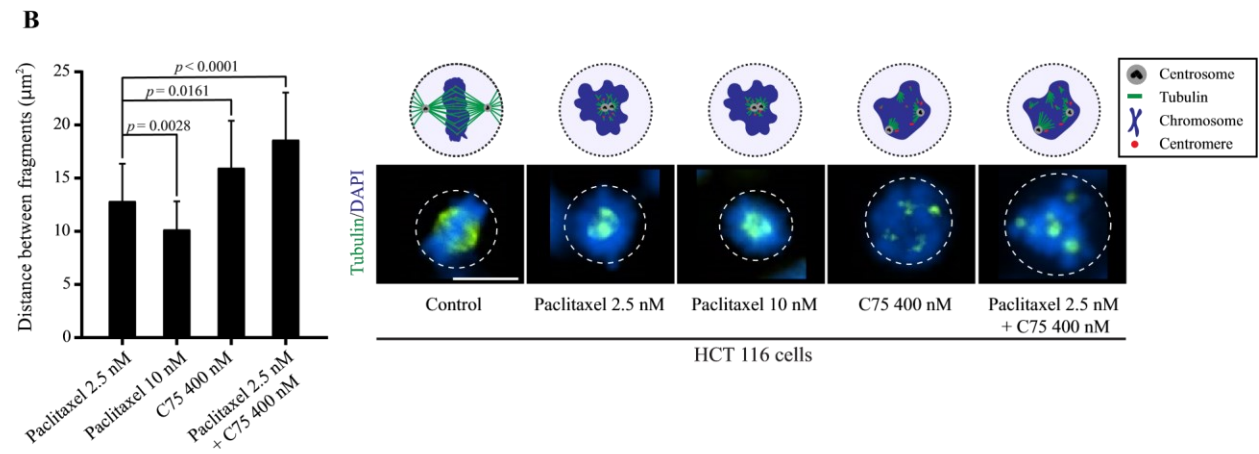 B
Distance between fragments (μm²)
25
20
15
10
5
0
p < 0.0001
p = 0.0161
p = 0.0028
Paclitaxel 2.5 nM
Paclitaxel 10 nM
C75 400 nM
Paclitaxel 2.5 nM
+ C75 400 nM
Tubulin/DAPI
Control
Paclitaxel 2.5 nM
Paclitaxel 10 nM
C75 400 nM
Paclitaxel 2.5 nM
+ C75 400 nM
HCT 116 cells
Centrosome
Tubulin
Chromosome
Centromere